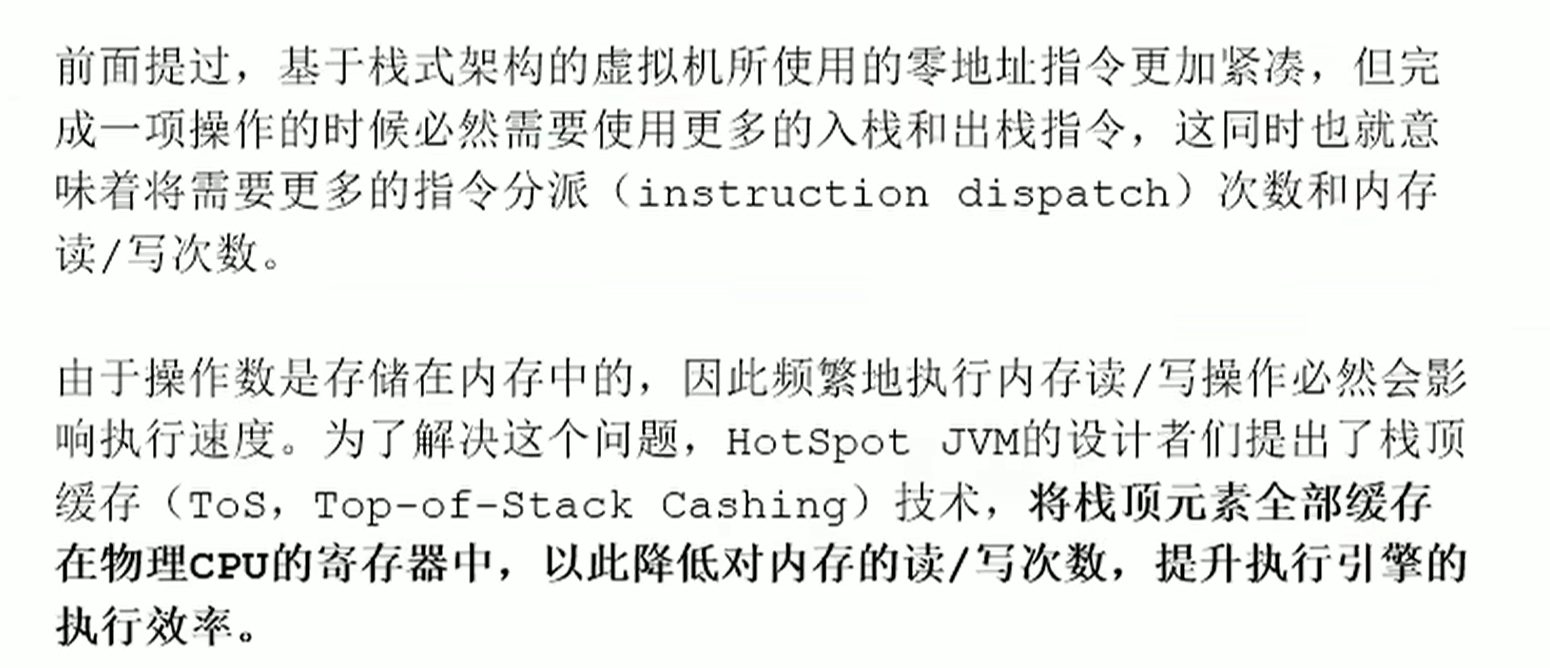 前面提过，基于栈式架构的虚拟机所使用的零地址指令更加紧凑，但完
成一项操作的时候必然需要使用更多的入栈和出栈指令，这同时也就意
味着将需要更多的指令分派（instruction dispatch）次数和内存
读/写次数。
由于操作数是存储在内存中的，因此频繁地执行内存读/写操作必然会影
响执行速度。为了解决这个问题，HotSpot JVM的设计者们提出了栈顶
缓存（ToS，Top-of-Stack Cashing）技术，将栈顶元素全部缓存
在物理CPU的寄存器中，以此降低对内存的读/写次数，提升执行引擎的
执行效率。